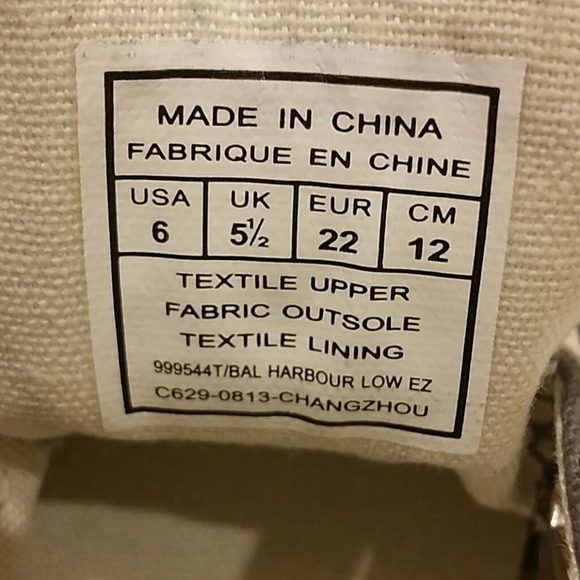 MADE IN CHINA
FABRIQUE EN CHINE
USA UK EUR CM
6 5½ 22 12
TEXTILE UPPER
FABRIC OUTSOLE
TEXTILE LINING
999544T/BAL HARBOUR LOW EZ
C629-0813-CHANGZHOU